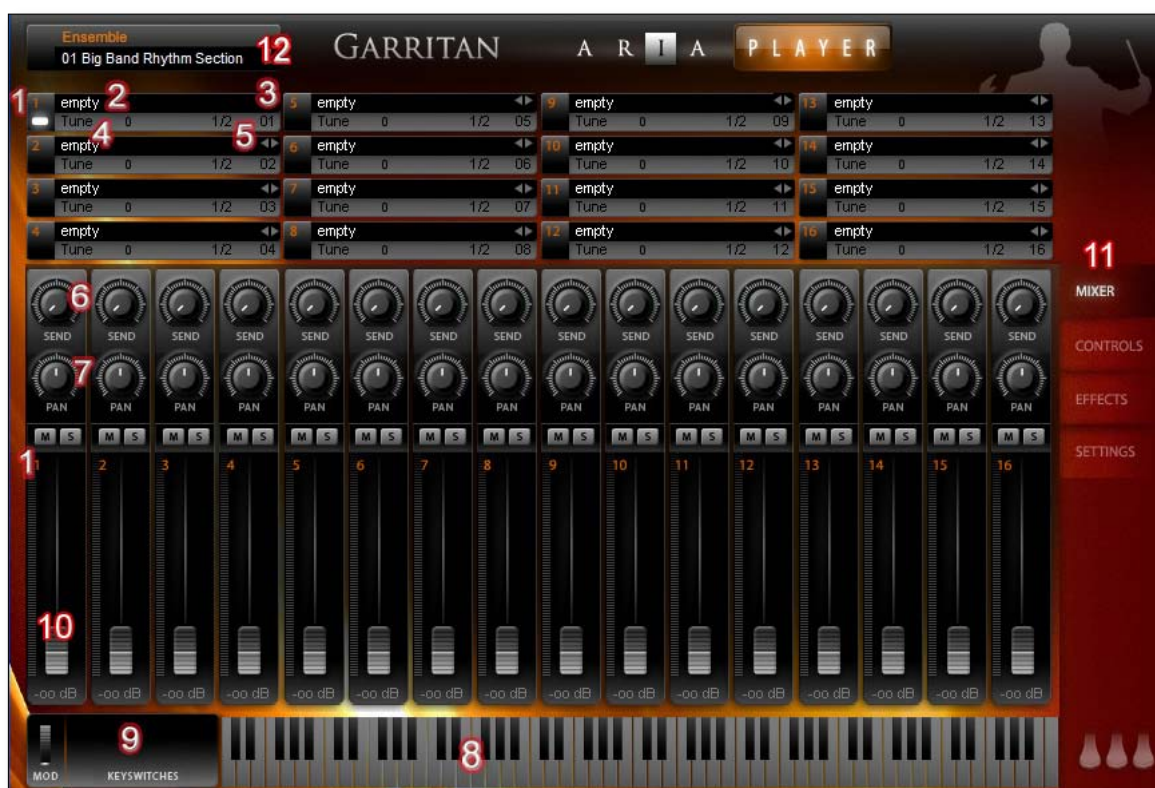 Ensemble
01 Big Band Rhythm Section 12
GARRITAN
A R I A
PLAYER
1 1 empty 2 3
Tune 0 1/2 01
4 5
2 empty
Tune 0 1/2 02
3 empty
Tune 0 1/2 03
4 empty
Tune 0 1/2 04
5 empty
Tune 0 1/2 05
6 empty
Tune 0 1/2 06
7 empty
Tune 0 1/2 07
8 empty
Tune 0 1/2 08
9 empty
Tune 0 1/2 09
10 empty
Tune 0 1/2 10
11 empty
Tune 0 1/2 11
12 empty
Tune 0 1/2 12
13 empty
Tune 0 1/2 13
14 empty
Tune 0 1/2 14
15 empty
Tune 0 1/2 15
16 empty
Tune 0 1/2 16
11
MIXER
CONTROLS
EFFECTS
SETTINGS
6
SEND SEND SEND SEND SEND SEND SEND SEND SEND SEND SEND SEND SEND SEND SEND SEND
7
PAN PAN PAN PAN PAN PAN PAN PAN PAN PAN PAN PAN PAN PAN PAN PAN
M S M S M S M S M S M S M S M S M S M S M S M S M S M S M S M S
1 1 2 3 4 5 6 7 8 9 10 11 12 13 14 15 16
10
-oo dB -oo dB -oo dB -oo dB -oo dB -oo dB -oo dB -oo dB -oo dB -oo dB -oo dB -oo dB -oo dB -oo dB -oo dB -oo dB
9
8
MOD KEYSWITCHES